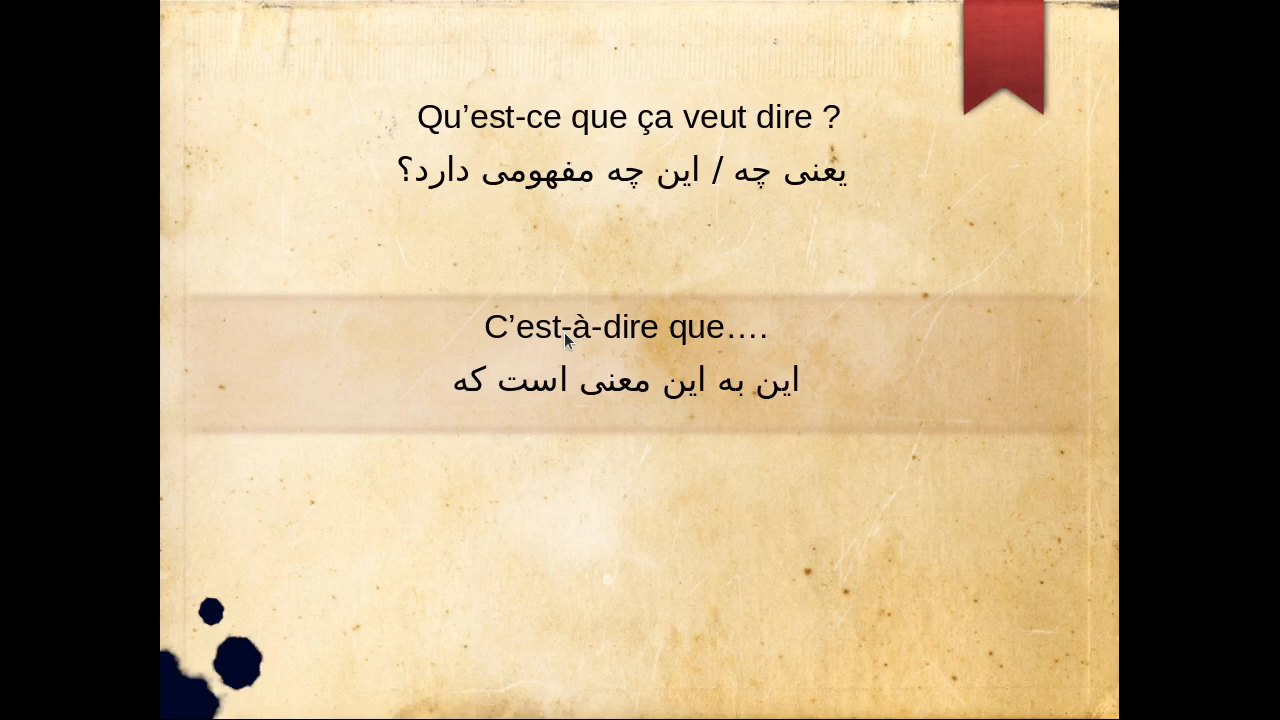 Qu’est-ce que ça veut dire ?
یعنی چه / این چه مفهومی دارد؟
C’est-à-dire que….
این به این معنی است که